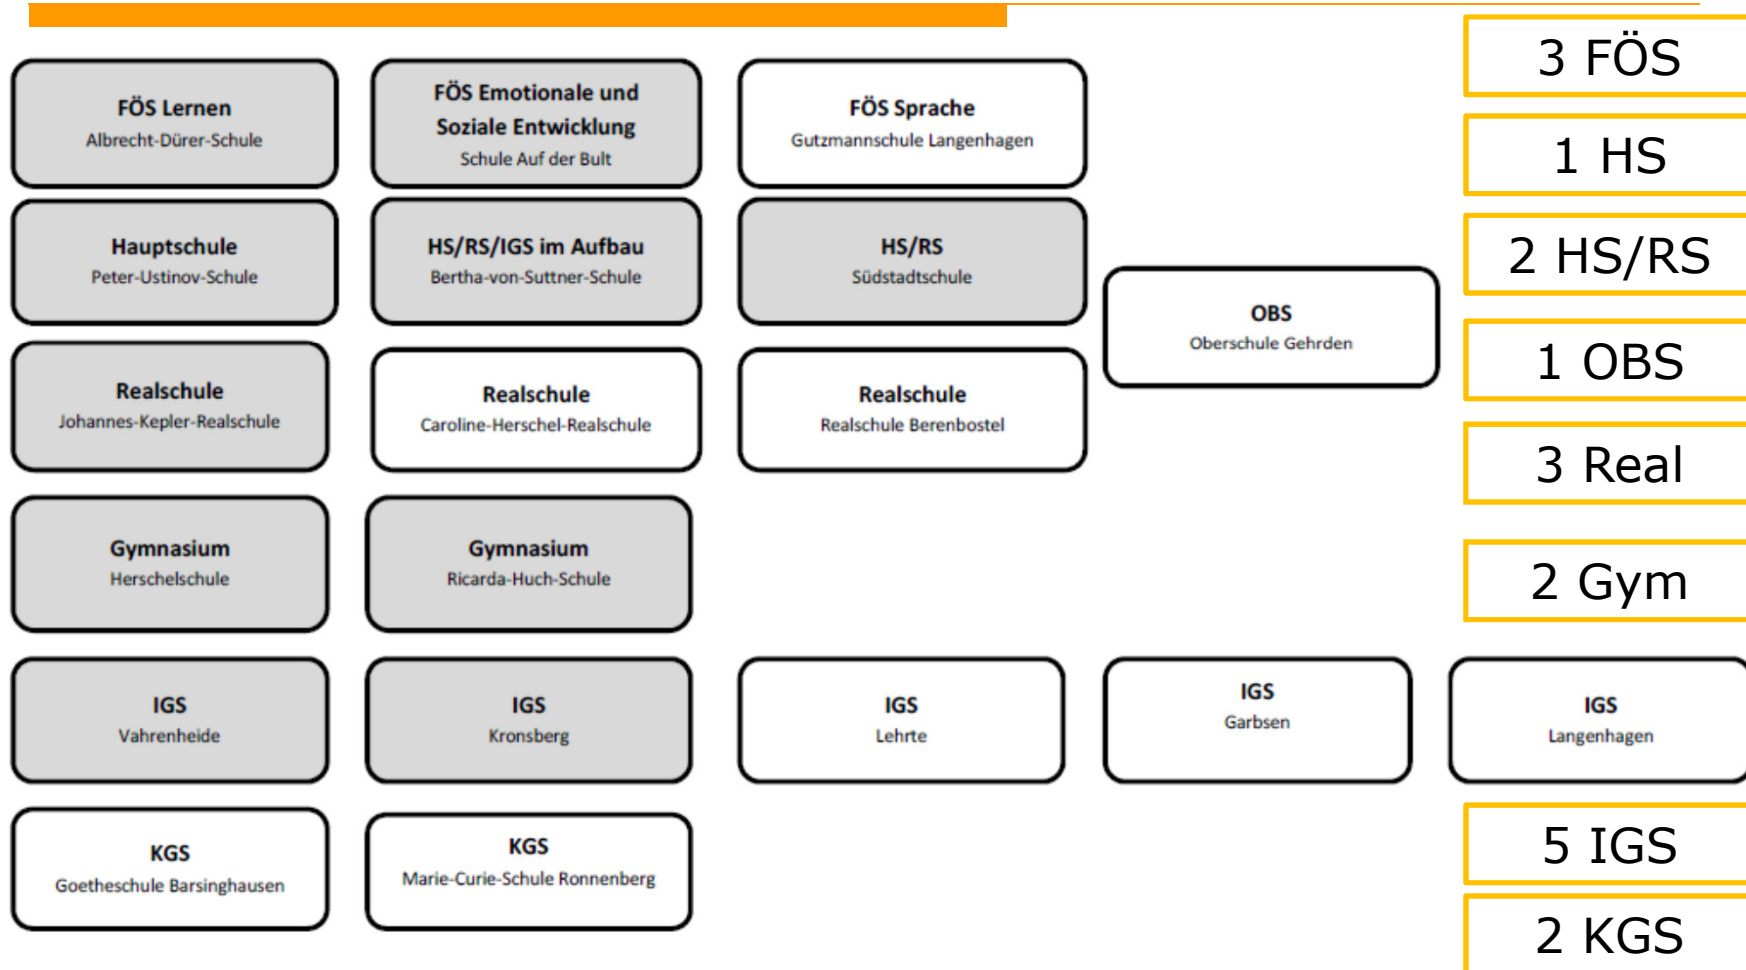 3 FÖS
FÖS Lernen
Albrecht-Dürer-Schule
FÖS Emotionale und
Soziale Entwicklung
Schule Auf der Bult
FÖS Sprache
Gutzmannschule Langenhagen
1 HS
Hauptschule
Peter-Ustinov-Schule
HS/RS/IGS im Aufbau
Bertha-von-Suttner-Schule
HS/RS
Südstadtschule
2 HS/RS
OBS
Oberschule Gehrden
1 OBS
Realschule
Johannes-Kepler-Realschule
Realschule
Caroline-Herschel-Realschule
Realschule
Realschule Berenbostel
3 Real
Gymnasium
Herschelschule
Gymnasium
Ricarda-Huch-Schule
2 Gym
IGS
Vahrenheide
IGS
Kronsberg
IGS
Lehrte
IGS
Garbsen
IGS
Langenhagen
5 IGS
KGS
Goetheschule Barsinghausen
KGS
Marie-Curie-Schule Ronnenberg
2 KGS